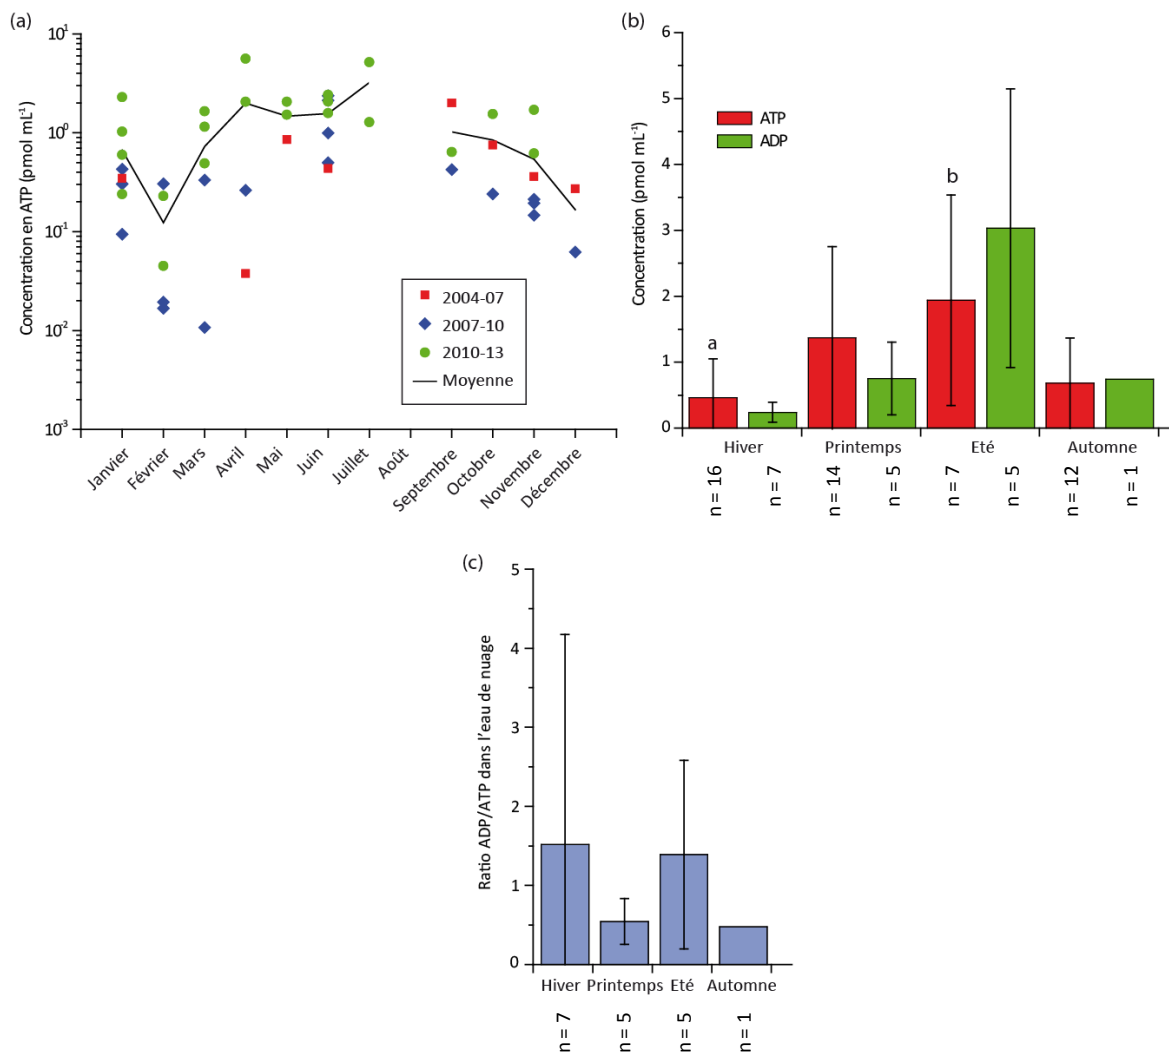 (a)
Concentration en ATP (pmol mL⁻¹)
10¹
10⁰
10⁻¹
10⁻²
10³
2004-07
2007-10
2010-13
Moyenne
Janvier
Février
Mars
Avril
Mai
Juin
Juillet
Août
Septembre
Octobre
Novembre
Décembre
(b)
Concentration (pmol mL⁻¹)
6
5
4
3
2
1
0
ATP
ADP
a
b
Hiver
Printemps
Eté
Automne
n = 16
n = 7
n = 14
n = 5
n = 7
n = 5
n = 12
n = 1
(c)
Ratio ADP/ATP dans l'eau de nuage
5
4
3
2
1
0
Hiver
Printemps
Eté
Automne
n = 7
n = 5
n = 5
n = 1